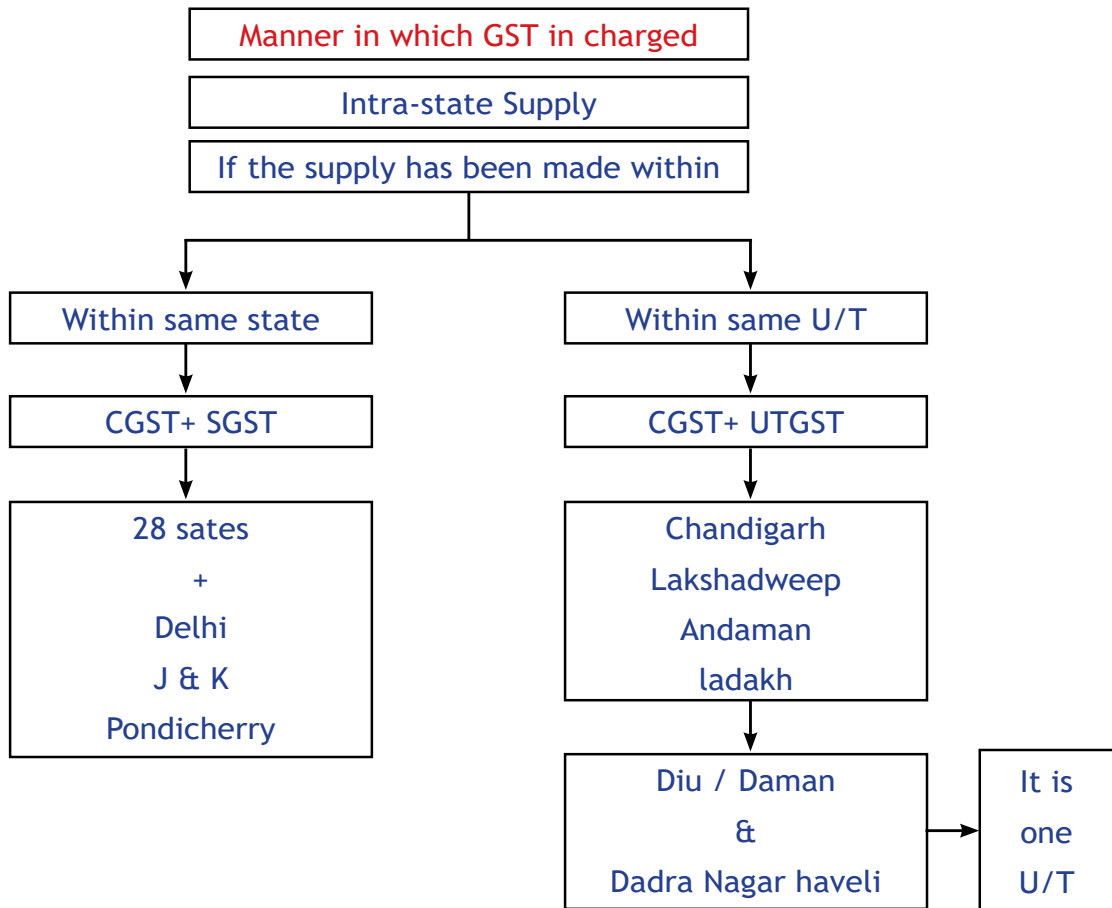 Manner in which GST in charged
Intra-state Supply
If the supply has been made within
Within same state
CGST+ SGST
28 sates
+
Delhi
J & K
Pondicherry
Within same U/T
CGST+ UTGST
Chandigarh
Lakshadweep
Andaman
ladakh
Diu / Daman
&
Dadra Nagar haveli
It is
one
U/T